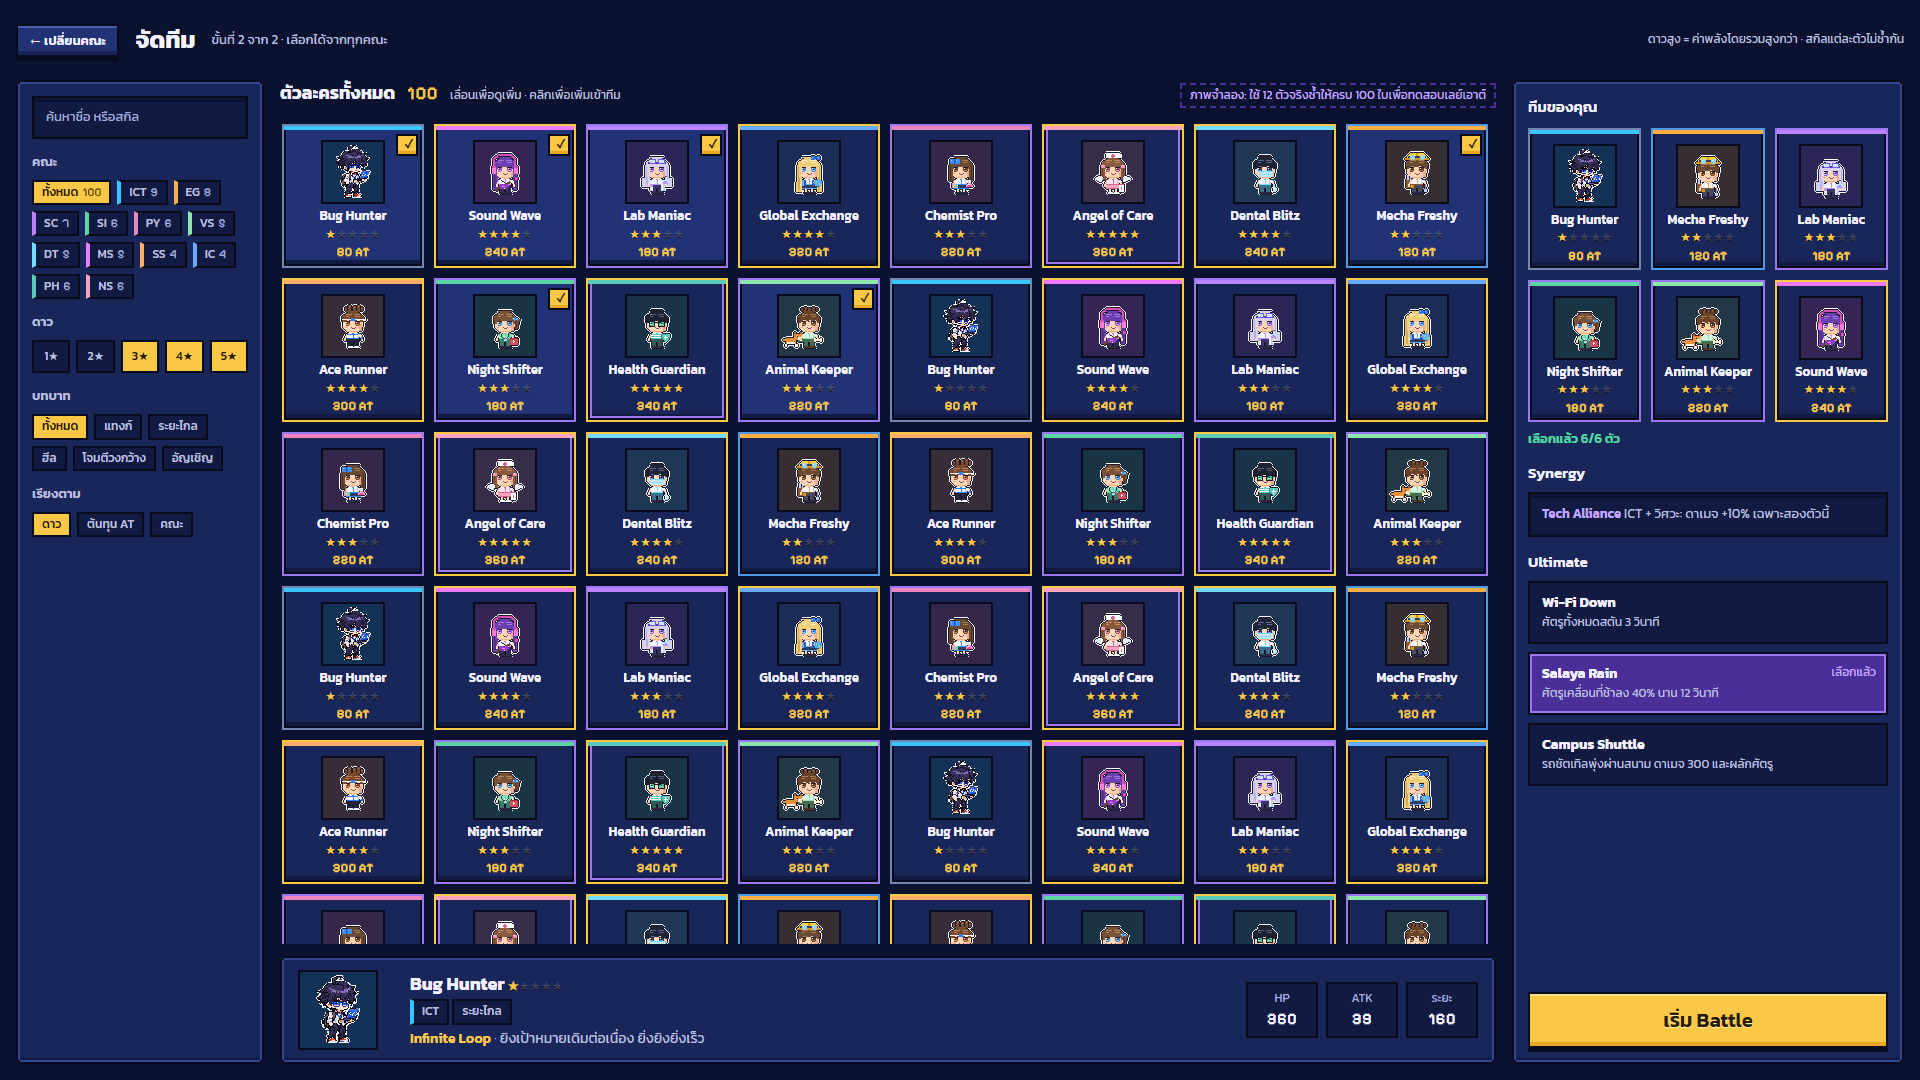 ← เปลี่ยนคณะ
จัดทีม
ขั้นที่ 2 จาก 2 · เลือกได้จากทุกคณะ
ดาวสูง = ค่าพลังโดยรวมสูงกว่า · สกิลแต่ละตัวไม่ซ้ำกัน
ค้นหาชื่อ หรือสกิล
คณะ
ทั้งหมด 100 ICT 9 EG 8
SC 7 SI 6 PY 6 VS 8
DT 8 MS 8 SS 4 IC 4
PH 6 NS 6
ดาว
1★ 2★ 3★ 4★ 5★
บทบาท
ทั้งหมด แทงก์ ระยะไกล
ฮีล โจมตีวงกว้าง อัญเชิญ
เรียงตาม
ดาว ต้นทุน AT คณะ
ตัวละครทั้งหมด 100 เลื่อนเพื่อดูเพิ่ม · คลิกเพื่อเพิ่มเข้าทีม
ภาพจำลอง: ใช้ 12 ตัวจริงซ้ำให้ครบ 100 ใบเพื่อทดสอบเลย์เอาต์
Bug Hunter Sound Wave Lab Maniac Global Exchange Chemist Pro Angel of Care Dental Blitz Mecha Freshy
★★★★★ ★★★★★ ★★★★★ ★★★★★ ★★★★★ ★★★★★ ★★★★★ ★★★★★
80 AT 240 AT 180 AT 320 AT 220 AT 360 AT 240 AT 120 AT
Ace Runner Night Shifter Health Guardian Animal Keeper Bug Hunter Sound Wave Lab Maniac Global Exchange
★★★★★ ★★★★★ ★★★★★ ★★★★★ ★★★★★ ★★★★★ ★★★★★ ★★★★★
300 AT 180 AT 340 AT 220 AT 80 AT 240 AT 180 AT 320 AT
Chemist Pro Angel of Care Dental Blitz Mecha Freshy Ace Runner Night Shifter Health Guardian Animal Keeper
★★★★★ ★★★★★ ★★★★★ ★★★★★ ★★★★★ ★★★★★ ★★★★★ ★★★★★
220 AT 360 AT 240 AT 120 AT 300 AT 180 AT 340 AT 220 AT
Bug Hunter Sound Wave Lab Maniac Global Exchange Chemist Pro Angel of Care Dental Blitz Mecha Freshy
★★★★★ ★★★★★ ★★★★★ ★★★★★ ★★★★★ ★★★★★ ★★★★★ ★★★★★
80 AT 240 AT 180 AT 320 AT 220 AT 360 AT 240 AT 120 AT
Ace Runner Night Shifter Health Guardian Animal Keeper Bug Hunter Sound Wave Lab Maniac Global Exchange
★★★★★ ★★★★★ ★★★★★ ★★★★★ ★★★★★ ★★★★★ ★★★★★ ★★★★★
300 AT 180 AT 340 AT 220 AT 80 AT 240 AT 180 AT 320 AT
Bug Hunter ★★★★★
ICT ระยะไกล
Infinite Loop · ยิงเป้าหมายเดิมต่อเนื่อง ยิ่งยิงยิ่งเร็ว
HP ATK ระยะ
360 39 160
ทีมของคุณ
Bug Hunter Mecha Freshy Lab Maniac
★★★★★ ★★★★★ ★★★★★
80 AT 120 AT 180 AT
Night Shifter Animal Keeper Sound Wave
★★★★★ ★★★★★ ★★★★★
180 AT 220 AT 240 AT
เลือกแล้ว 6/6 ตัว
Synergy
Tech Alliance ICT + วิศวะ: ดาเมจ +10% เฉพาะสองตัวนี้
Ultimate
Wi-Fi Down
ศัตรูทั้งหมดสตัน 3 วินาที
Salaya Rain เลือกแล้ว
ศัตรูเคลื่อนที่ช้าลง 40% นาน 12 วินาที
Campus Shuttle
รถชัตเทิลพุ่งผ่านสนาม ดาเมจ 300 และผลักศัตรู
เริ่ม Battle